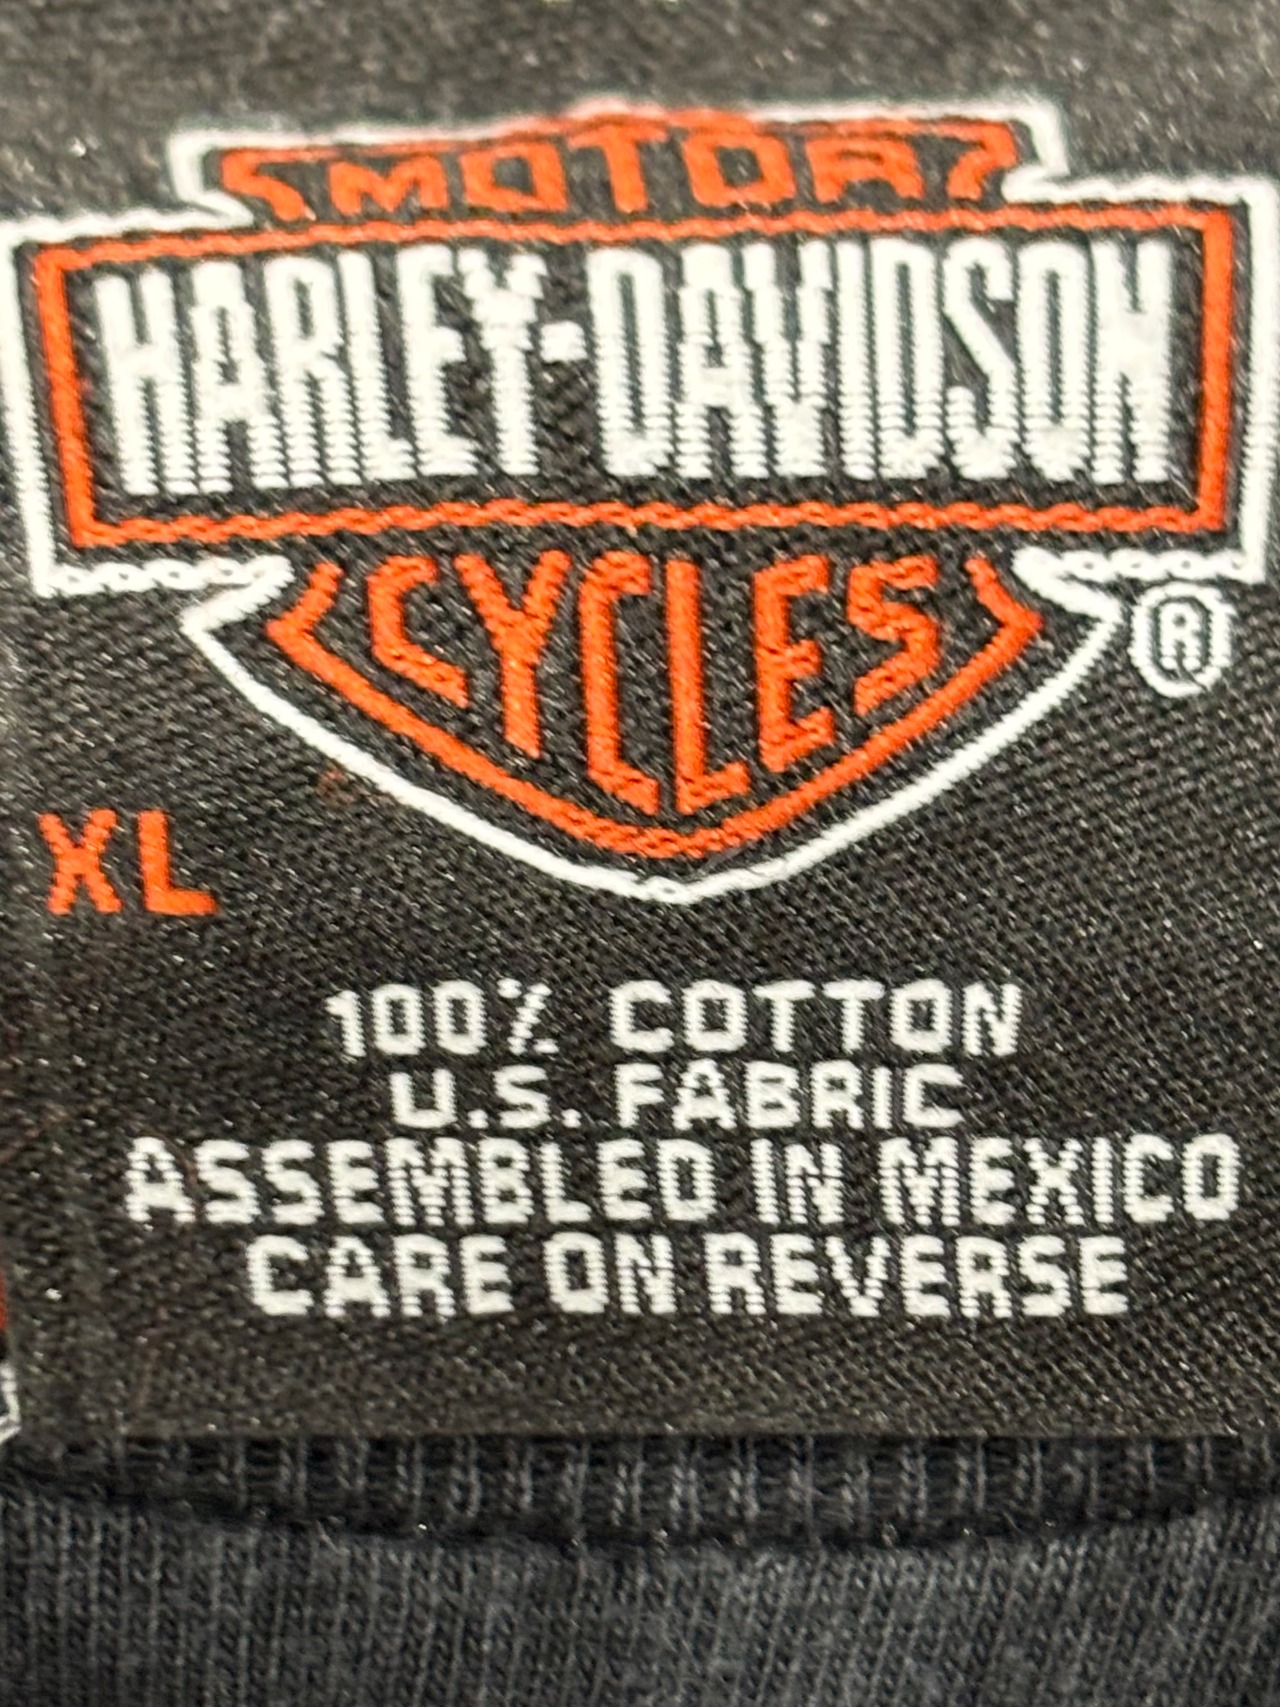 MOTOR
HARLEY-DAVIDSON
CYCLES
®
XL
100% COTTON
U.S. FABRIC
ASSEMBLED IN MEXICO
CARE ON REVERSE